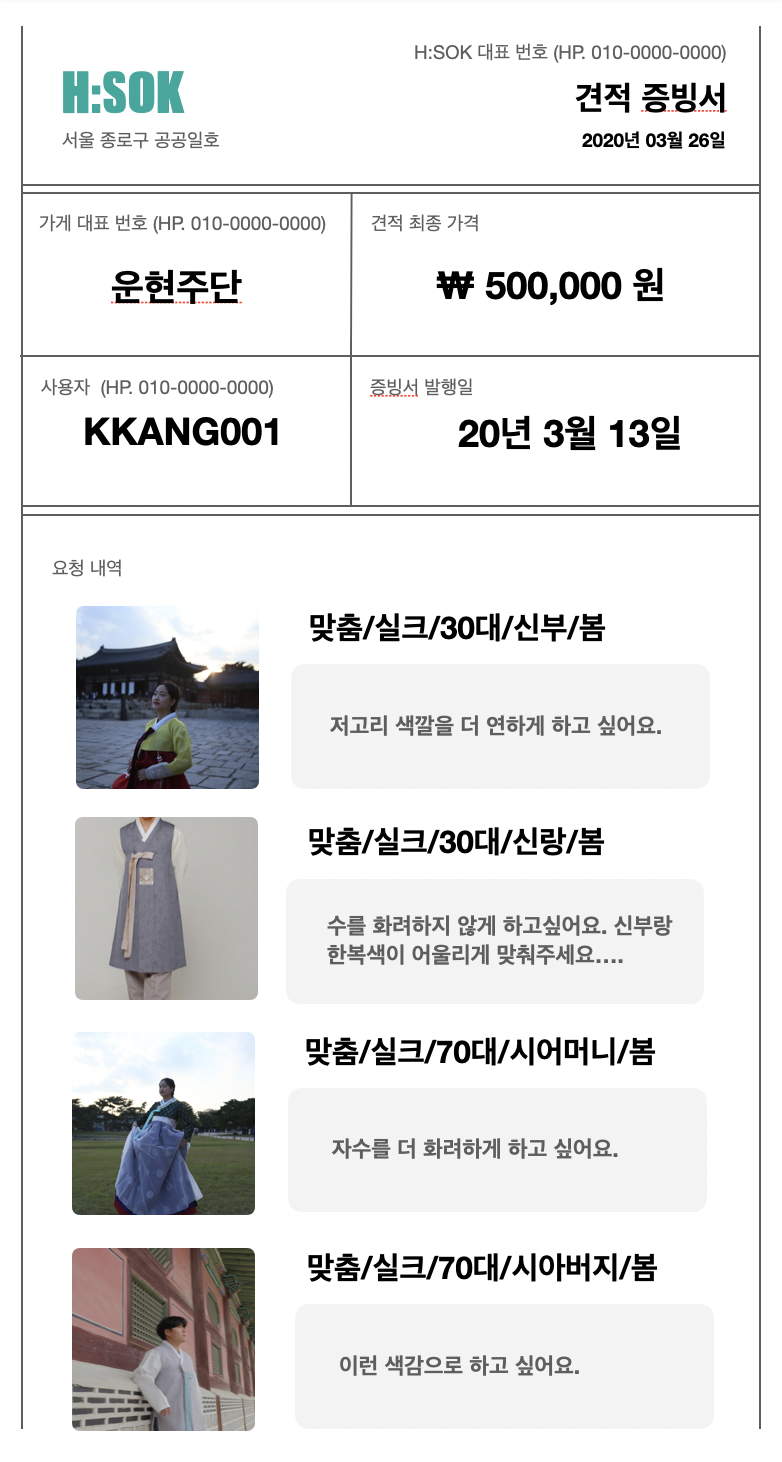 H:SOK 대표 번호 (HP. 010-0000-0000)
H:SOK
견적 증빙서
서울 종로구 공공일호
2020년 03월 26일
가게 대표 번호 (HP. 010-0000-0000)
견적 최종 가격
운현주단
₩ 500,000 원
사용자 (HP. 010-0000-0000)
증빙서 발행일
KKANG001
20년 3월 13일
요청 내역
맞춤/실크/30대/신부/봄
저고리 색깔을 더 연하게 하고 싶어요.
맞춤/실크/30대/신랑/봄
수를 화려하지 않게 하고싶어요. 신부랑
한복색이 어울리게 맞춰주세요....
맞춤/실크/70대/시어머니/봄
자수를 더 화려하게 하고 싶어요.
맞춤/실크/70대/시아버지/봄
이런 색감으로 하고 싶어요.